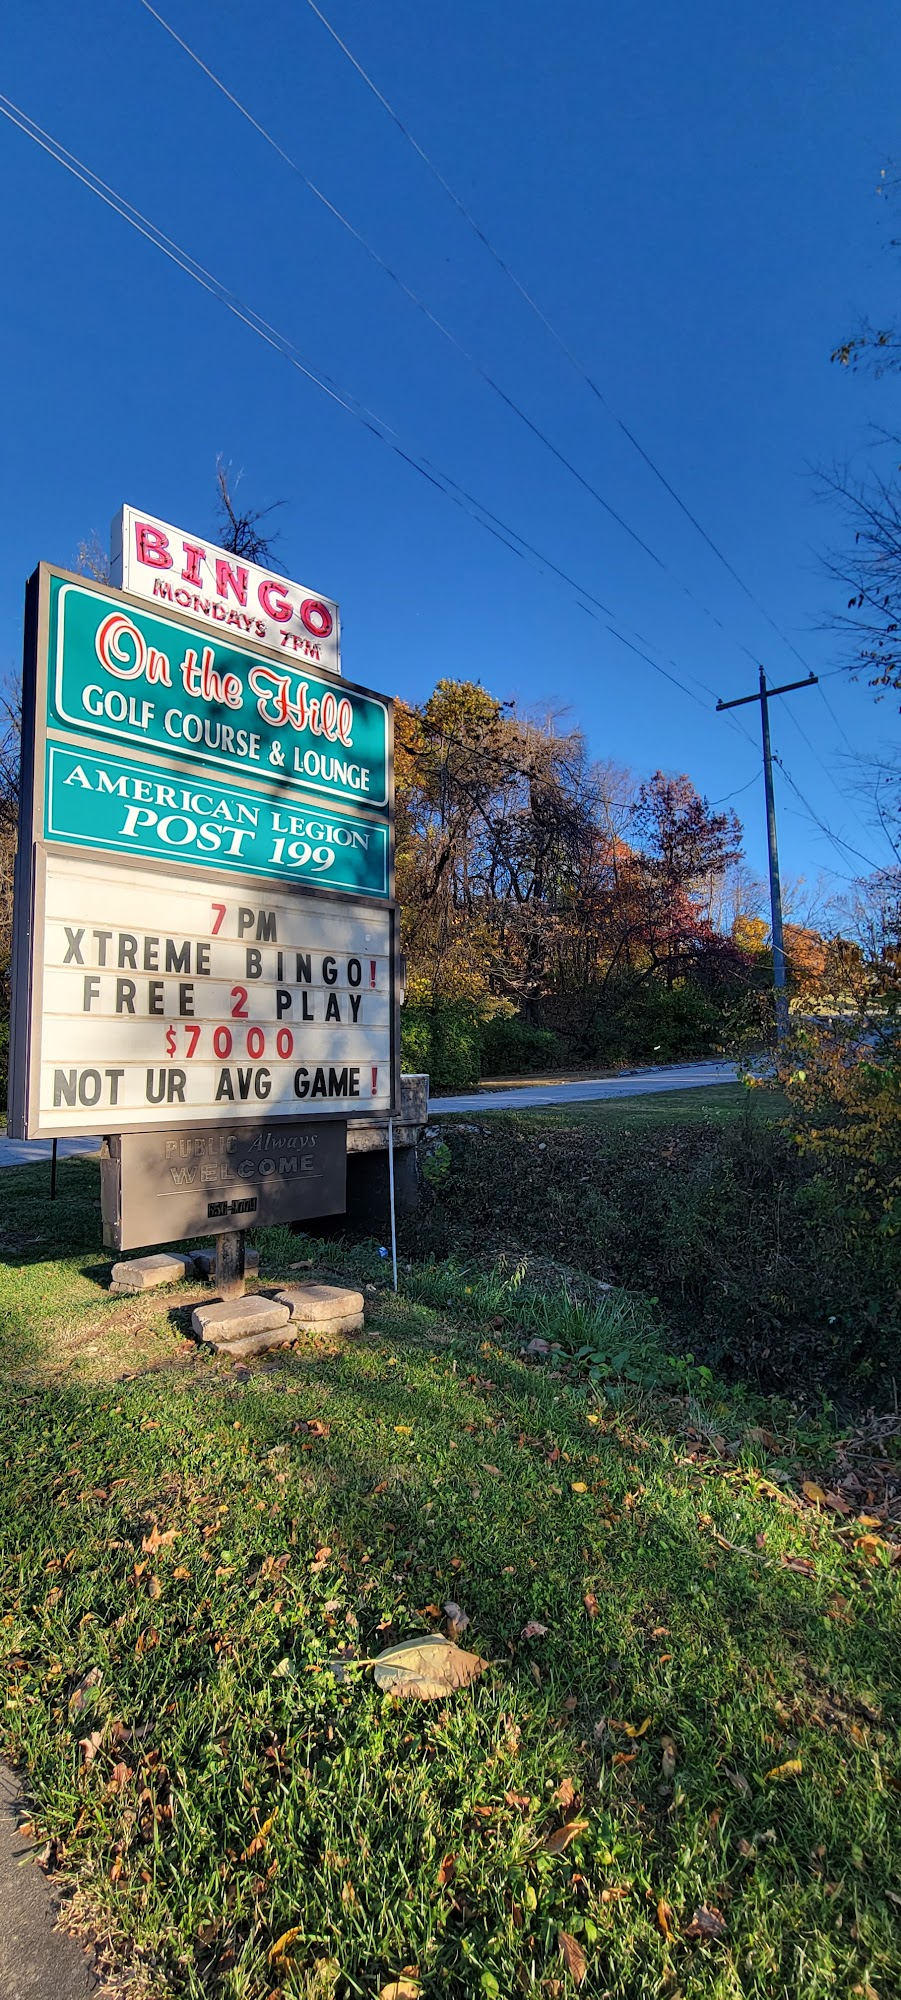 BINGO
MONDAYS 7PM
On the Hill
GOLF COURSE & LOUNGE
AMERICAN LEGION
POST 199
7 PM
XTREME BINGO!
FREE 2 PLAY
$7000
NOT UR AVG GAME!
PUBLIC Always
WELCOME